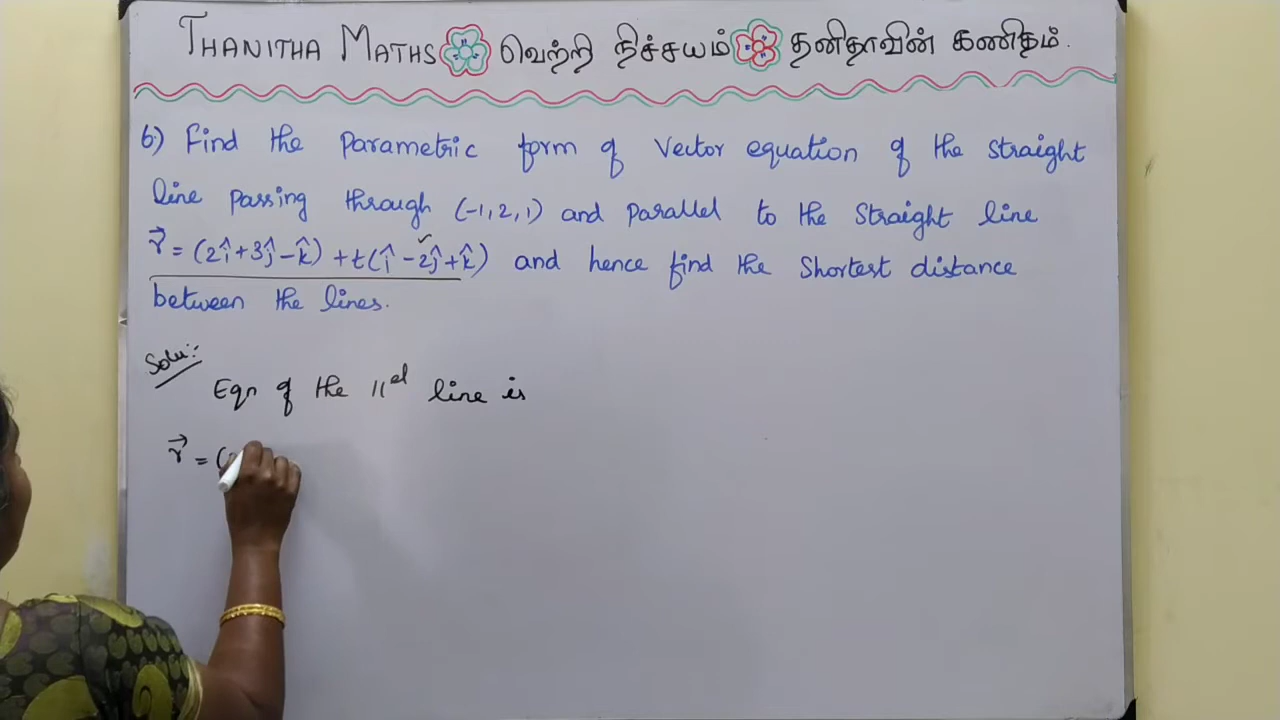 THANITHA MATHS வெற்றி நிச்சயம் தனிதாவின் கணிதம்.
6) Find the Parametric form of Vector equation of the straight
line passing through (-1,2,1) and parallel to the straight line
r⃗ = (2î+3ĵ-k̂) + t(î-2ĵ+k̂) and hence find the shortest distance
between the lines.
Solu:-
Eqn of the 11el line is
r⃗ = (